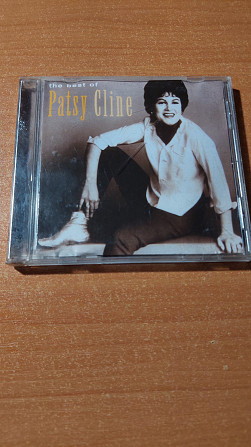 the best of
Patsy Cline